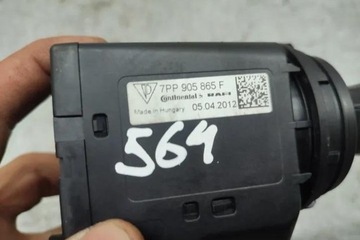 7PP 905 865 F
Continental
Made in Hungary 05.04.2012
564